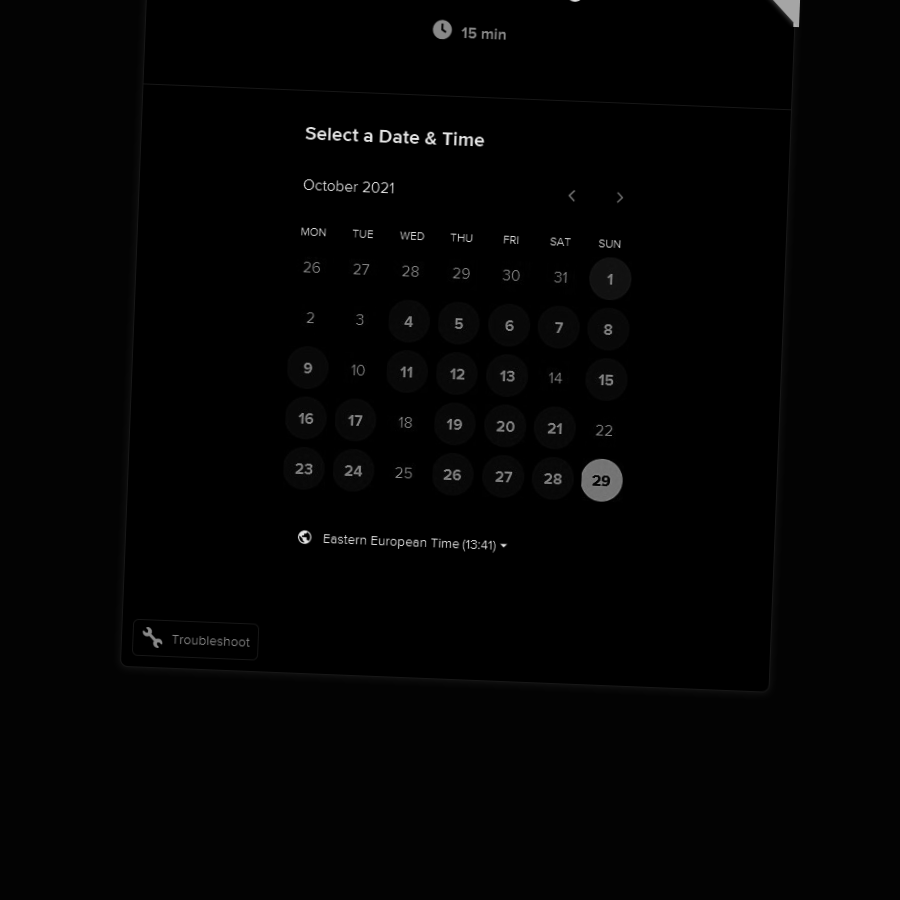 15 min
Select a Date & Time
October 2021
MON TUE WED THU FRI SAT SUN
26 27 28 29 30 31 1
2 3 4 5 6 7 8
9 10 11 12 13 14 15
16 17 18 19 20 21 22
23 24 25 26 27 28 29
Eastern European Time (13:41)
Troubleshoot